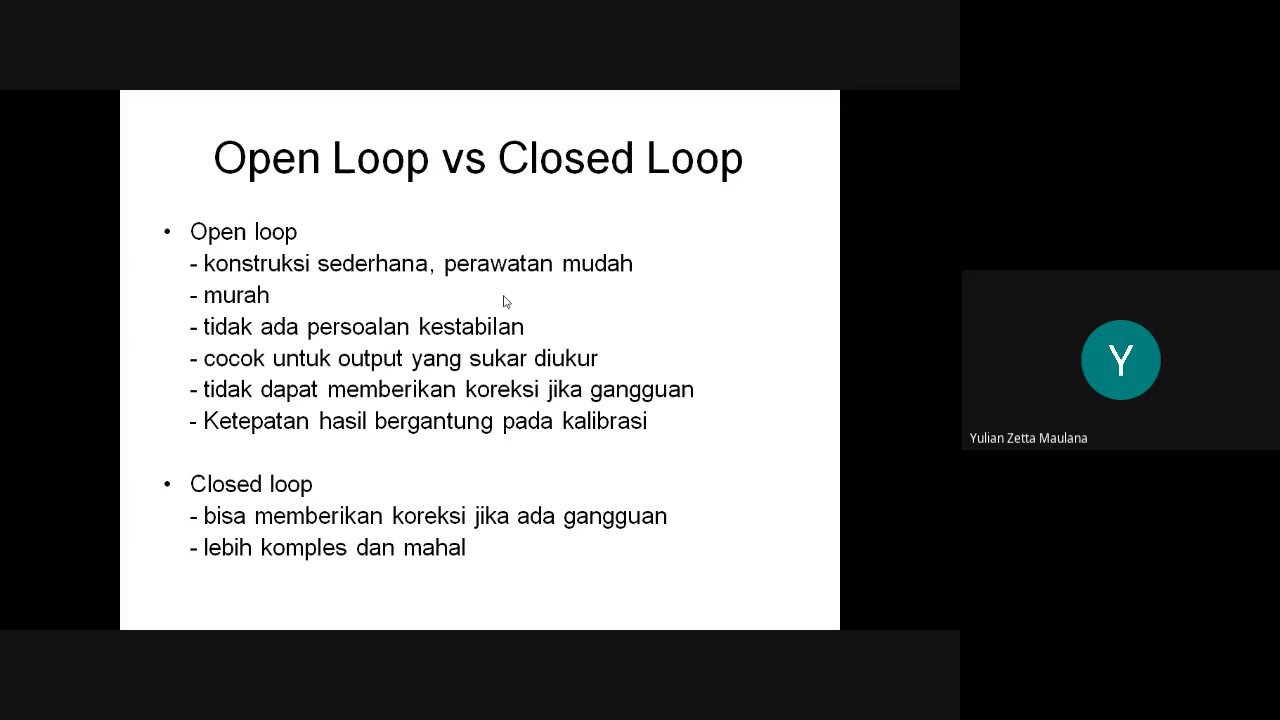 Open Loop vs Closed Loop
• Open loop
- konstruksi sederhana, perawatan mudah
- murah
- tidak ada persoalan kestabilan
- cocok untuk output yang sukar diukur
- tidak dapat memberikan koreksi jika gangguan
- Ketepatan hasil bergantung pada kalibrasi
• Closed loop
- bisa memberikan koreksi jika ada gangguan
- lebih komples dan mahal
Y
Yulian Zetta Maulana